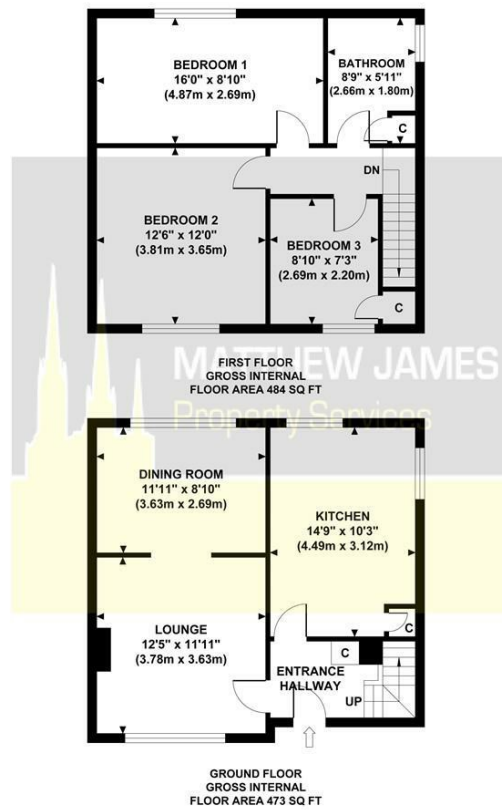 BEDROOM 1
16'0" x 8'10"
(4.87m x 2.69m)
BATHROOM
8'9" x 5'11"
(2.66m x 1.80m)
C
DN
BEDROOM 2
12'6" x 12'0"
(3.81m x 3.65m)
BEDROOM 3
8'10" x 7'3"
(2.69m x 2.20m)
C
FIRST FLOOR
GROSS INTERNAL
FLOOR AREA 484 SQ FT
MATTHEW JAMES
Property Services
DINING ROOM
11'11" x 8'10"
(3.63m x 2.69m)
KITCHEN
14'9" x 10'3"
(4.49m x 3.12m)
C
LOUNGE
12'5" x 11'11"
(3.78m x 3.63m)
C
ENTRANCE
HALLWAY
UP
GROUND FLOOR
GROSS INTERNAL
FLOOR AREA 473 SQ FT